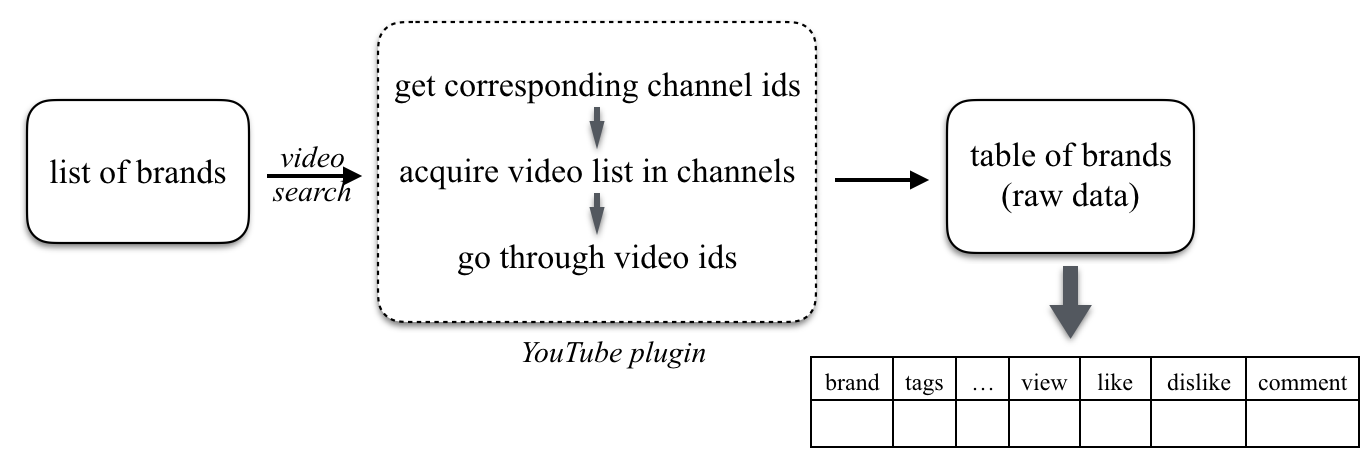 list of brands
video
search
get corresponding channel ids
acquire video list in channels
go through video ids
YouTube plugin
table of brands
(raw data)
brand tags … view like dislike comment